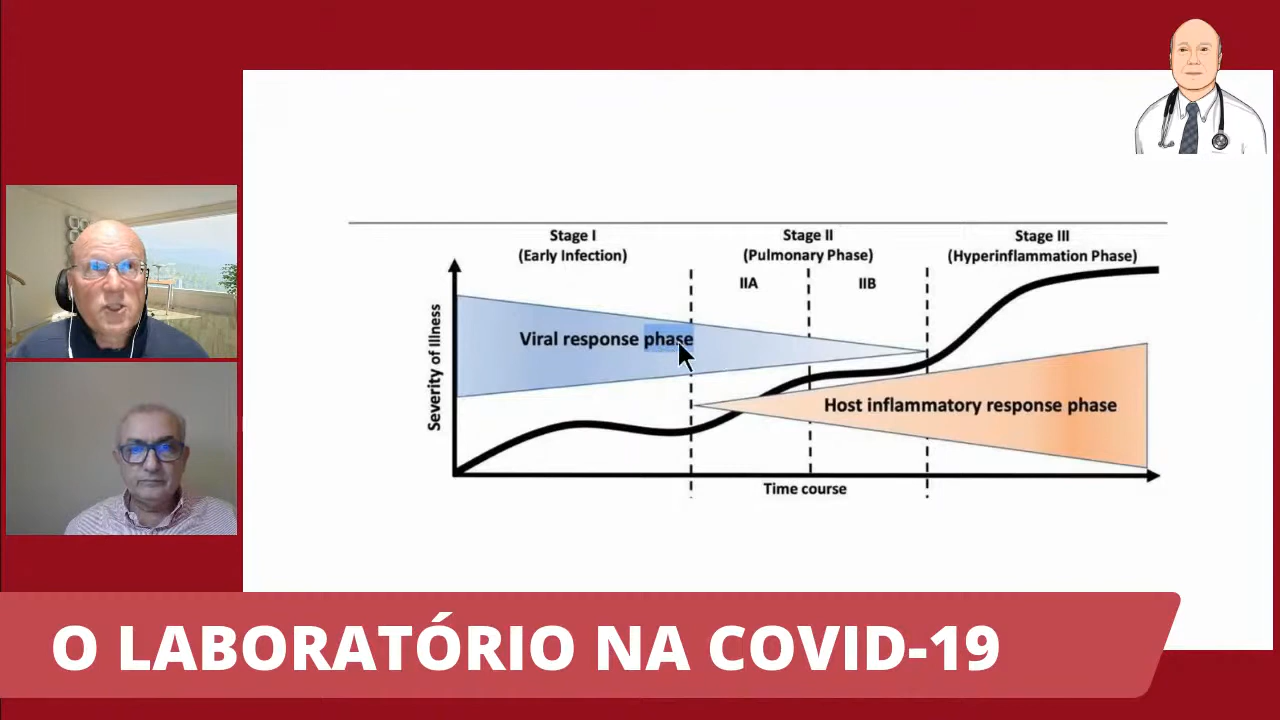 Stage I
(Early Infection)
Stage II
(Pulmonary Phase)
Stage III
(Hyperinflammation Phase)
IIA
IIB
Severity of Illness
Viral response phase
Host inflammatory response phase
Time course
O LABORATÓRIO NA COVID-19